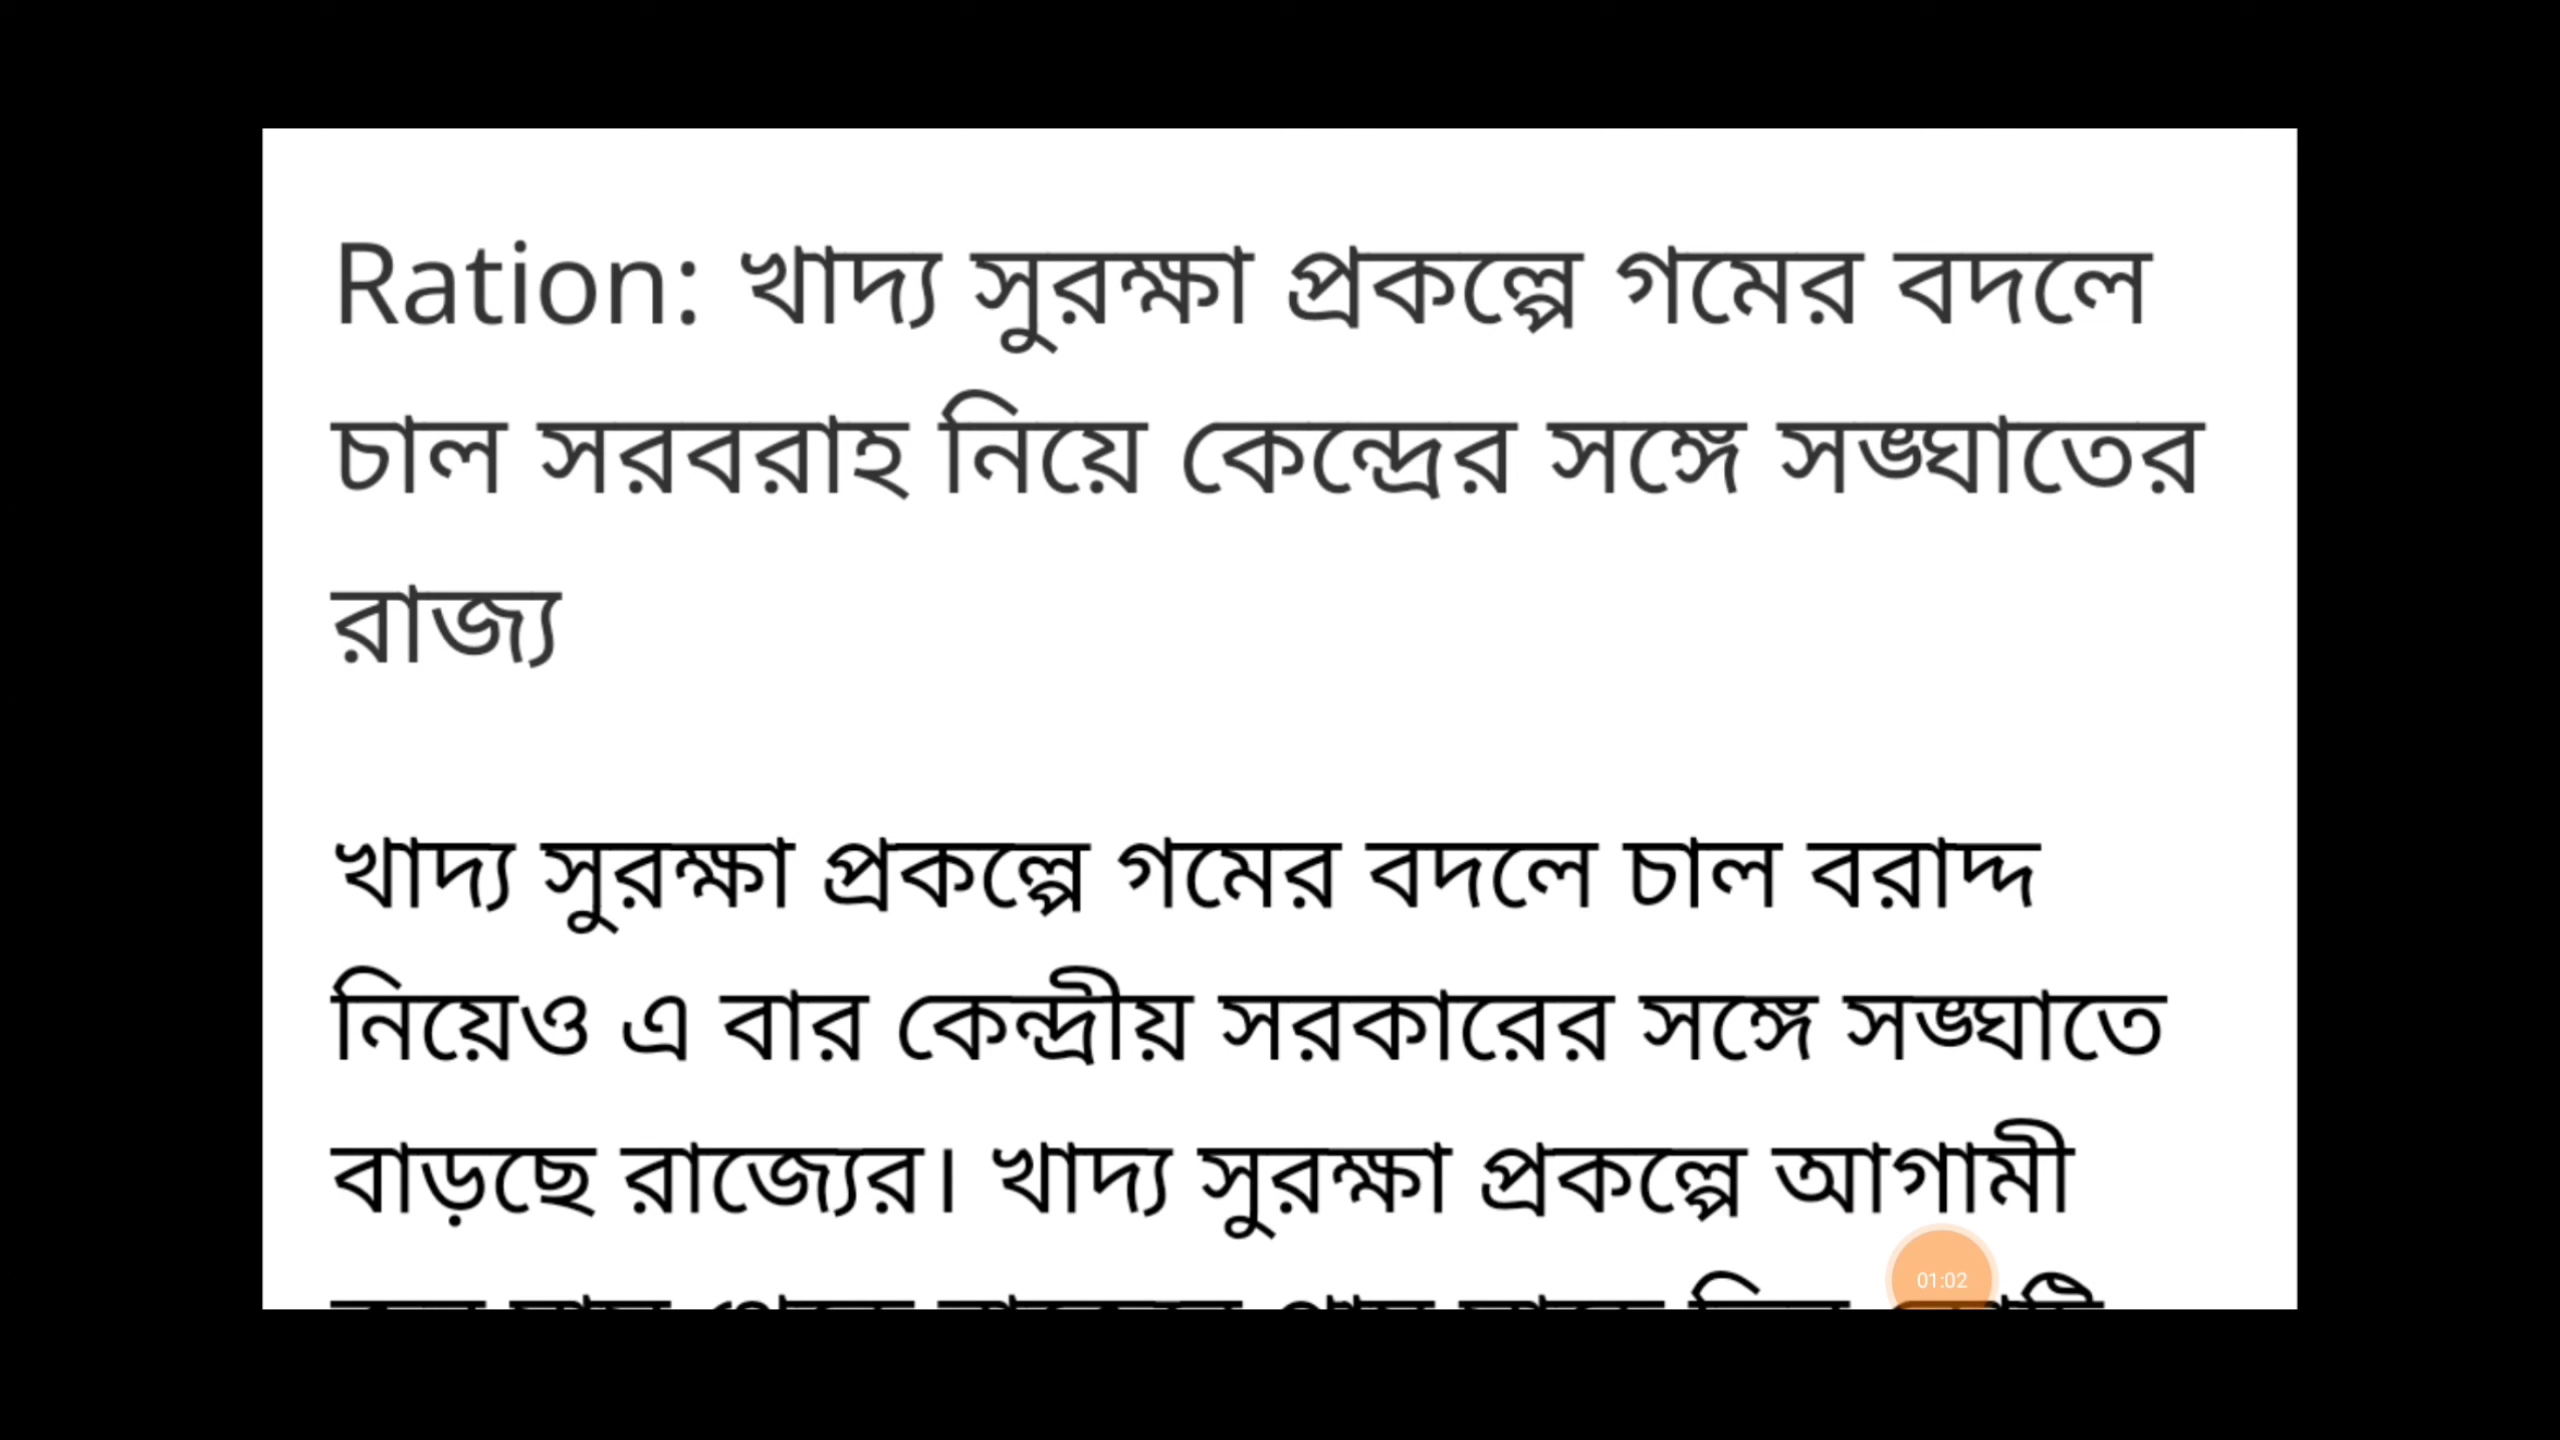 Ration: খাদ্য সুরক্ষা প্রকল্পে গমের বদলে
চাল সরবরাহ নিয়ে কেন্দ্রের সঙ্গে সঙ্ঘাতের
রাজ্য
খাদ্য সুরক্ষা প্রকল্পে গমের বদলে চাল বরাদ্দ
নিয়েও এ বার কেন্দ্রীয় সরকারের সঙ্গে সঙ্ঘাতে
বাড়ছে রাজ্যের। খাদ্য সুরক্ষা প্রকল্পে আগামী
01:02